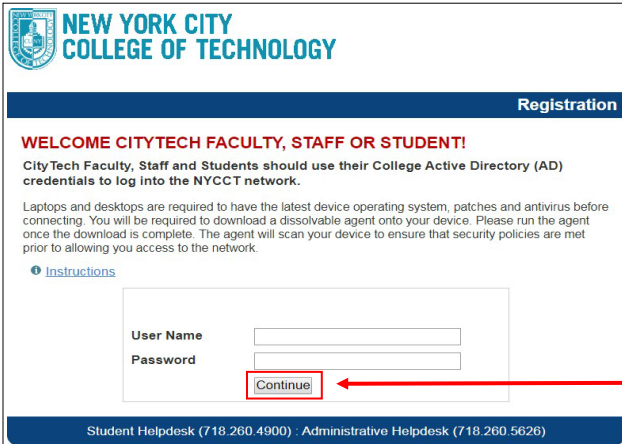 NEW YORK CITY
COLLEGE OF TECHNOLOGY
Registration
WELCOME CITYTECH FACULTY, STAFF OR STUDENT!
CityTech Faculty, Staff and Students should use their College Active Directory (AD)
credentials to log into the NYCCT network.
Laptops and desktops are required to have the latest device operating system, patches and antivirus before
connecting. You will be required to download a dissolvable agent onto your device. Please run the agent
once the download is complete. The agent will scan your device to ensure that security policies are met
prior to allowing you access to the network.
Instructions
User Name
Password
Continue
Student Helpdesk (718.260.4900) : Administrative Helpdesk (718.260.5626)